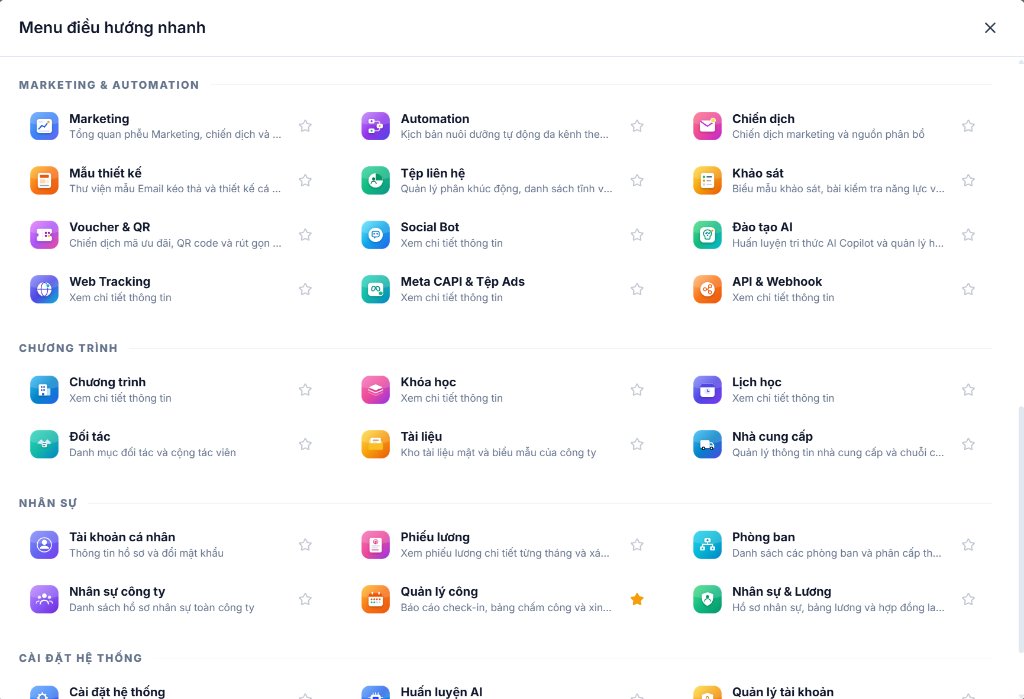 Menu điều hướng nhanh
MARKETING & AUTOMATION
Marketing
Tổng quan phễu Marketing, chiến dịch và ...
Automation
Kịch bản nuôi dưỡng tự động đa kênh the...
Chiến dịch
Chiến dịch marketing và nguồn phân bổ
Mẫu thiết kế
Thư viện mẫu Email kéo thả và thiết kế cá ...
Tệp liên hệ
Quản lý phân khúc động, danh sách tĩnh v...
Khảo sát
Biểu mẫu khảo sát, bài kiểm tra năng lực v...
Voucher & QR
Chiến dịch mã ưu đãi, QR code và rút gọn ...
Social Bot
Xem chi tiết thông tin
Đào tạo AI
Huấn luyện tri thức AI Copilot và quản lý h...
Web Tracking
Xem chi tiết thông tin
Meta CAPI & Tệp Ads
Xem chi tiết thông tin
API & Webhook
Xem chi tiết thông tin
CHƯƠNG TRÌNH
Chương trình
Xem chi tiết thông tin
Khóa học
Xem chi tiết thông tin
Lịch học
Xem chi tiết thông tin
Đối tác
Danh mục đối tác và cộng tác viên
Tài liệu
Kho tài liệu mật và biểu mẫu của công ty
Nhà cung cấp
Quản lý thông tin nhà cung cấp và chuỗi c...
NHÂN SỰ
Tài khoản cá nhân
Thông tin hồ sơ và đổi mật khẩu
Phiếu lương
Xem phiếu lương chi tiết từng tháng và xá...
Phòng ban
Danh sách các phòng ban và phân cấp th...
Nhân sự công ty
Danh sách hồ sơ nhân sự toàn công ty
Quản lý công
Báo cáo check-in, bảng chấm công và xin...
Nhân sự & Lương
Hồ sơ nhân sự, bảng lương và hợp đồng la...
CÀI ĐẶT HỆ THỐNG
Cài đặt hệ thống
Huấn luyện AI
Quản lý tài khoản